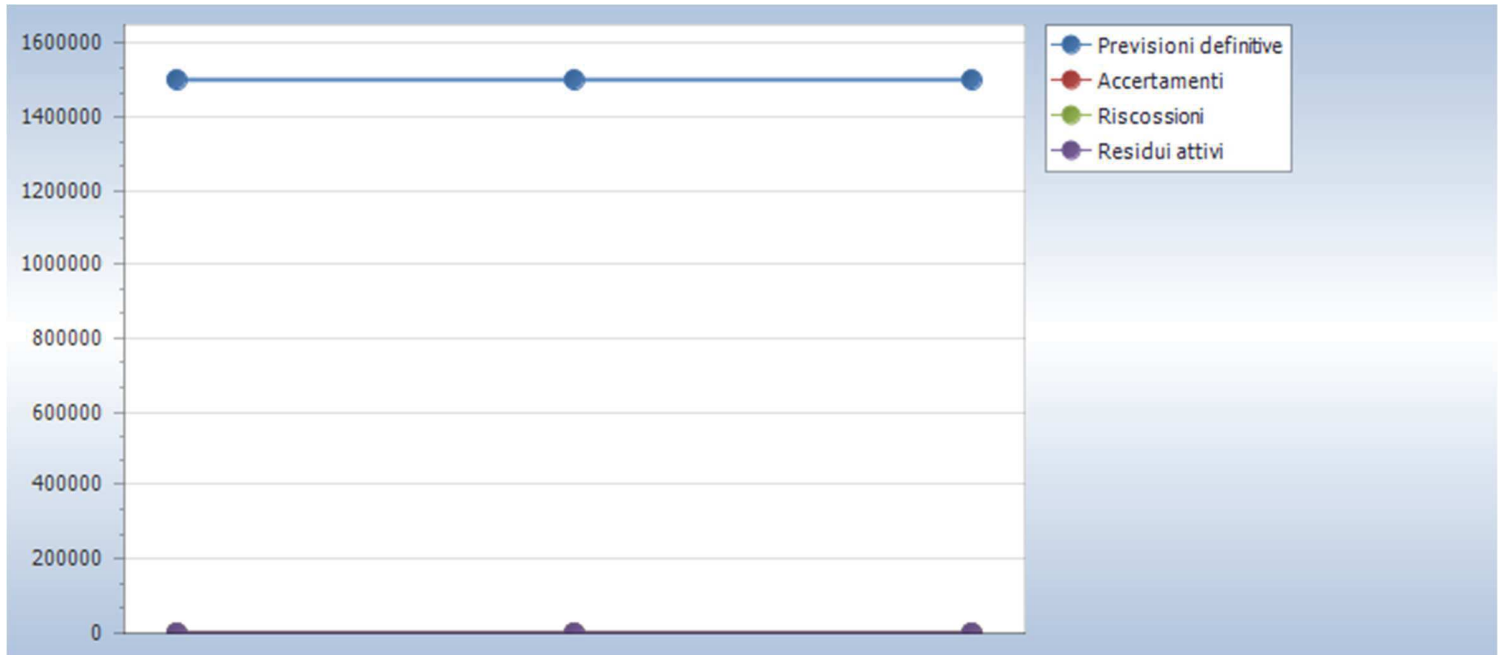 1600000
1400000
1200000
1000000
800000
600000
400000
200000
0
Previsioni definitive
Accertamenti
Riscossioni
Residui attivi